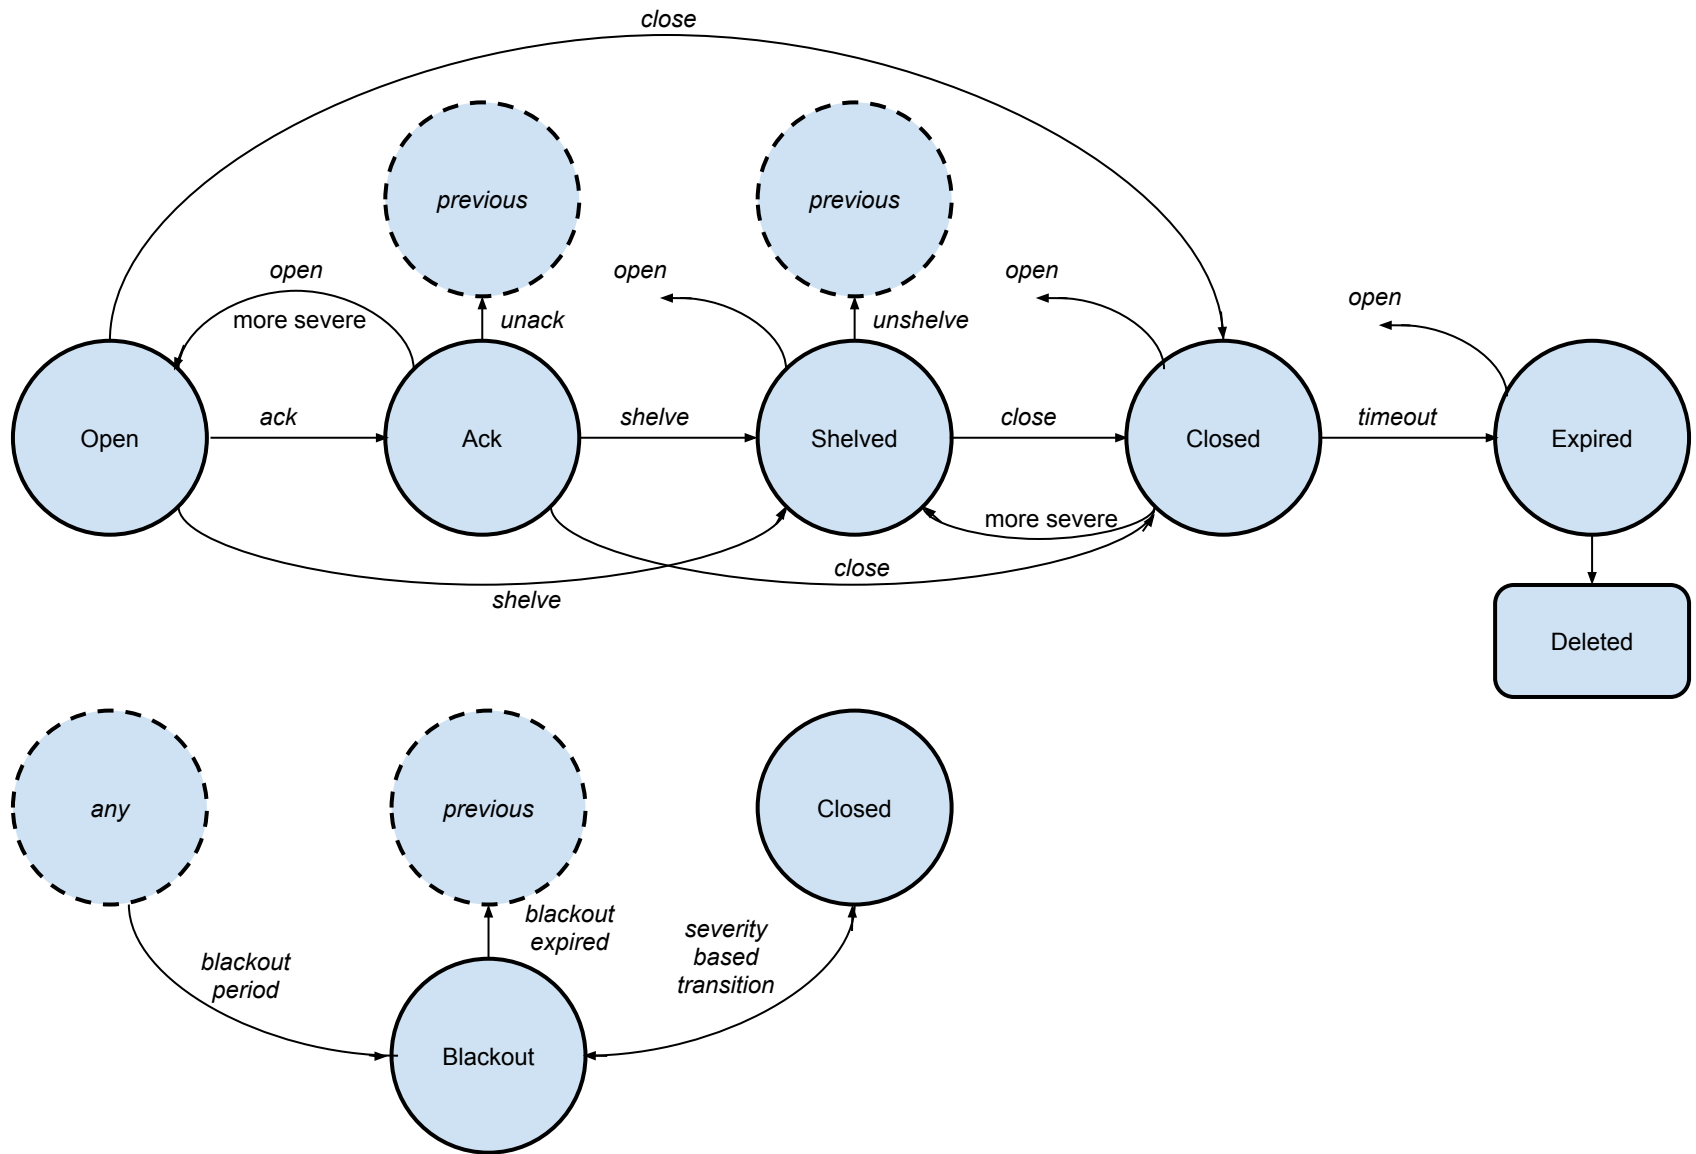 close
previous
previous
open
open
open
open
more severe
unack
unshelve
Open
ack
Ack
shelve
Shelved
close
Closed
timeout
Expired
more severe
close
shelve
Deleted
any
previous
Closed
blackout
expired
severity
based
transition
blackout
period
Blackout